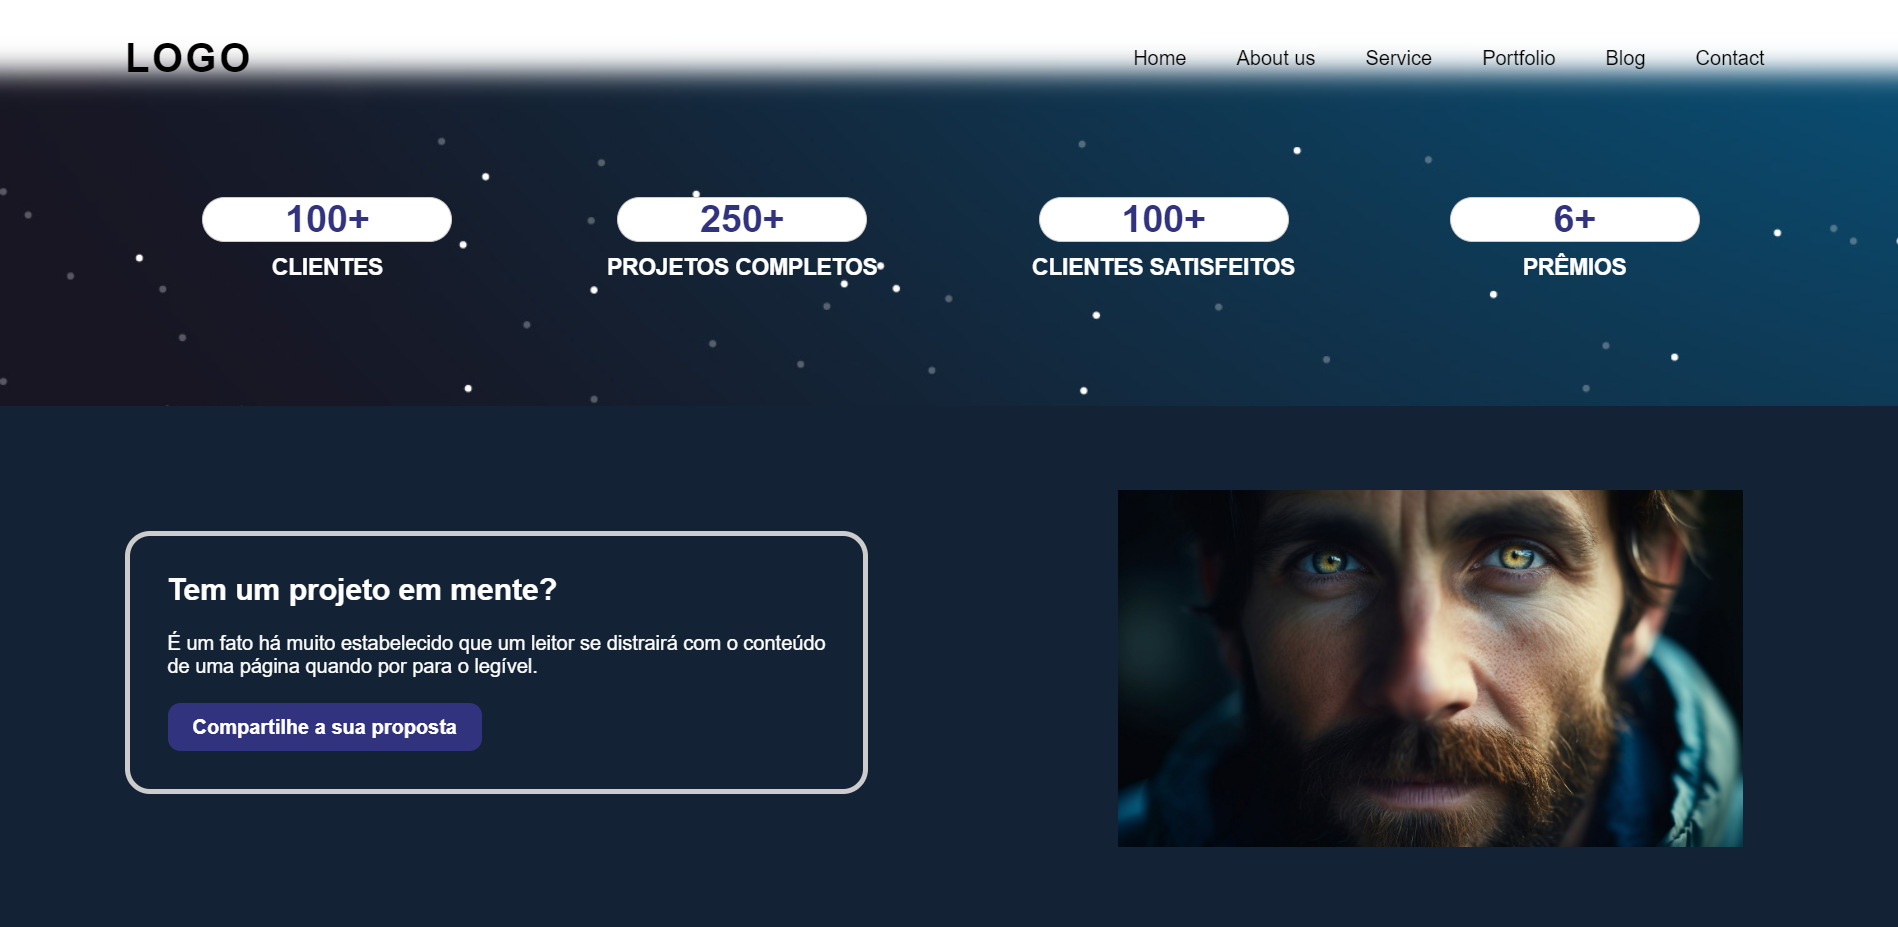 LOGO
Home About us Service Portfolio Blog Contact
100+ 250+ 100+ 6+
CLIENTES PROJETOS COMPLETOS CLIENTES SATISFEITOS PRÊMIOS
Tem um projeto em mente?
É um fato há muito estabelecido que um leitor se distrairá com o conteúdo
de uma página quando por para o legível.
Compartilhe a sua proposta